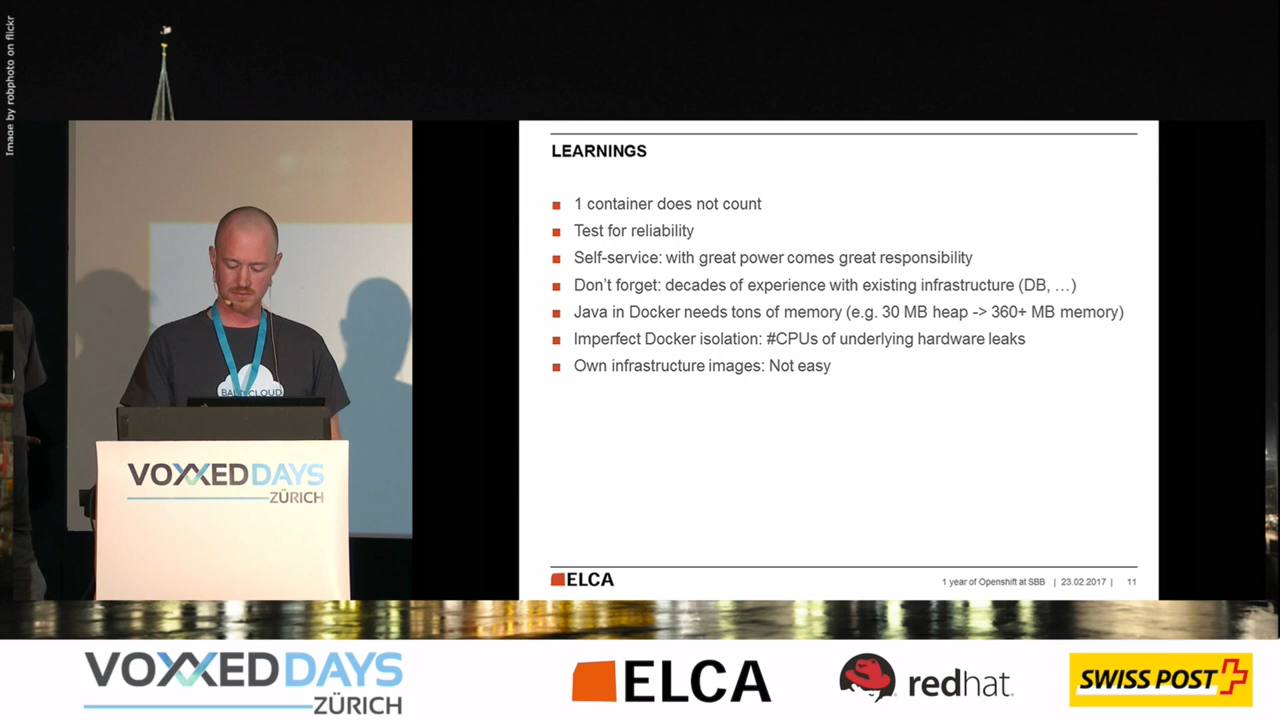 Image by robphoto on flickr
LEARNINGS
1 container does not count
Test for reliability
Self-service: with great power comes great responsibility
Don't forget: decades of experience with existing infrastructure (DB, …)
Java in Docker needs tons of memory (e.g. 30 MB heap -> 360+ MB memory)
Imperfect Docker isolation: #CPUs of underlying hardware leaks
Own infrastructure images: Not easy
ELCA
1 year of Openshift at SBB | 23.02.2017 | 11
CLOUD
VOXXED DAYS
ZÜRICH
VOXXED DAYS
ZÜRICH
ELCA
redhat.
SWISS POST